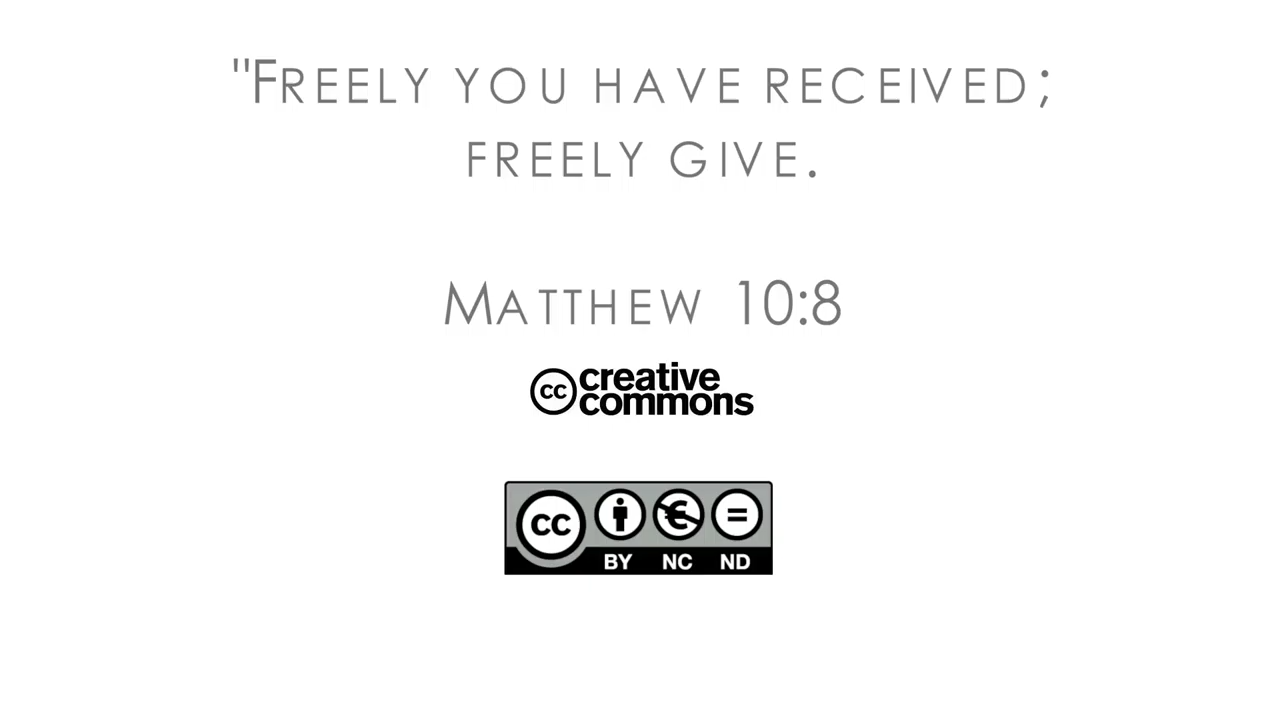 "FREELY YOU HAVE RECEIVED;
FREELY GIVE.
MATTHEW 10:8
cc creative
commons
cc BY NC ND